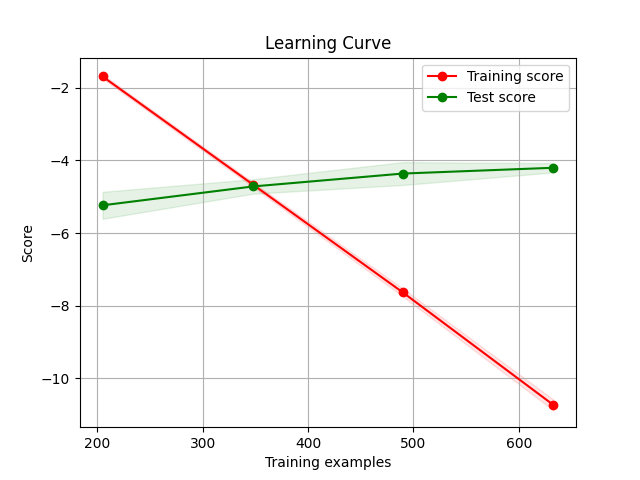 Learning Curve
Training score
Test score
−2
−4
−6
−8
−10
Score
200
300
400
500
600
Training examples